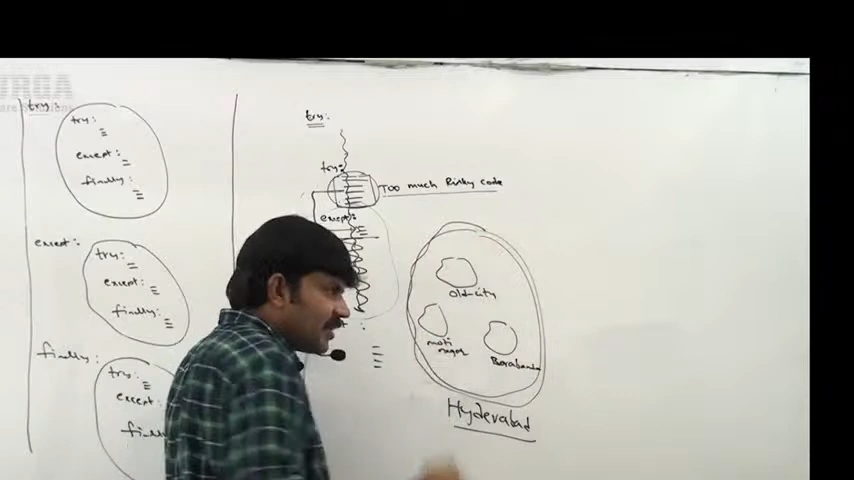 try:
try:
except:
finally:
except:
try:
except:
finally:
finally:
try:
except:
finally
try:
try:
Too much Risky code
except:
old-city
moti
nagar
Borabanda
Hyderabad